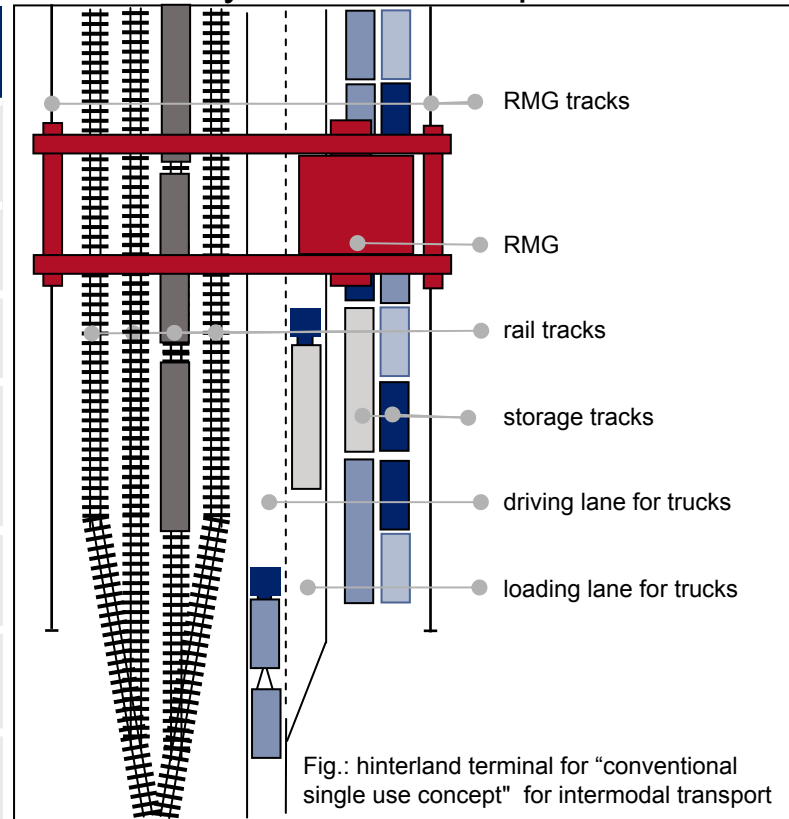 RMG tracks
RMG
rail tracks
storage tracks
driving lane for trucks
loading lane for trucks
Fig.: hinterland terminal for “conventional
single use concept" for intermodal transport